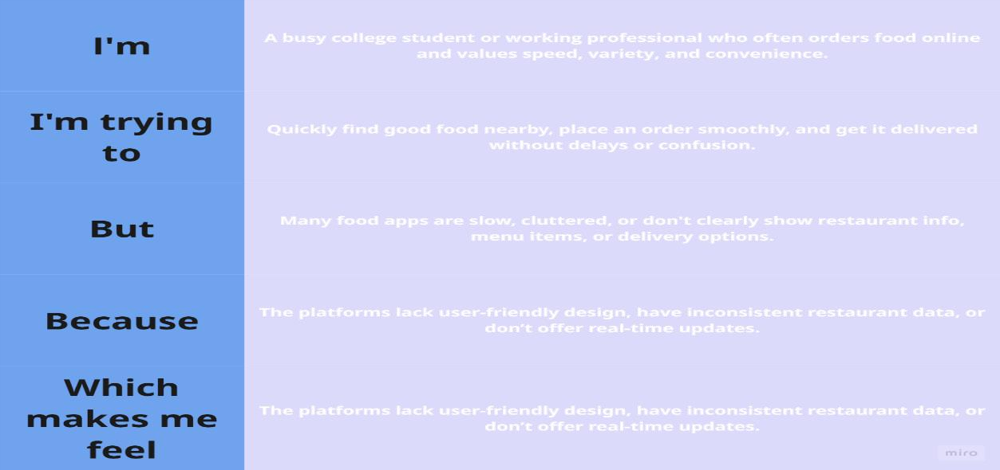 I'm
A busy college student or working professional who often orders food online
and values speed, variety, and convenience.
I'm trying
to
Quickly find good food nearby, place an order smoothly, and get it delivered
without delays or confusion.
But
Many food apps are slow, cluttered, or don't clearly show restaurant info,
menu items, or delivery options.
Because
The platforms lack user-friendly design, have inconsistent restaurant data, or
don’t offer real-time updates.
Which
makes me
feel
The platforms lack user-friendly design, have inconsistent restaurant data, or
don’t offer real-time updates.
miro